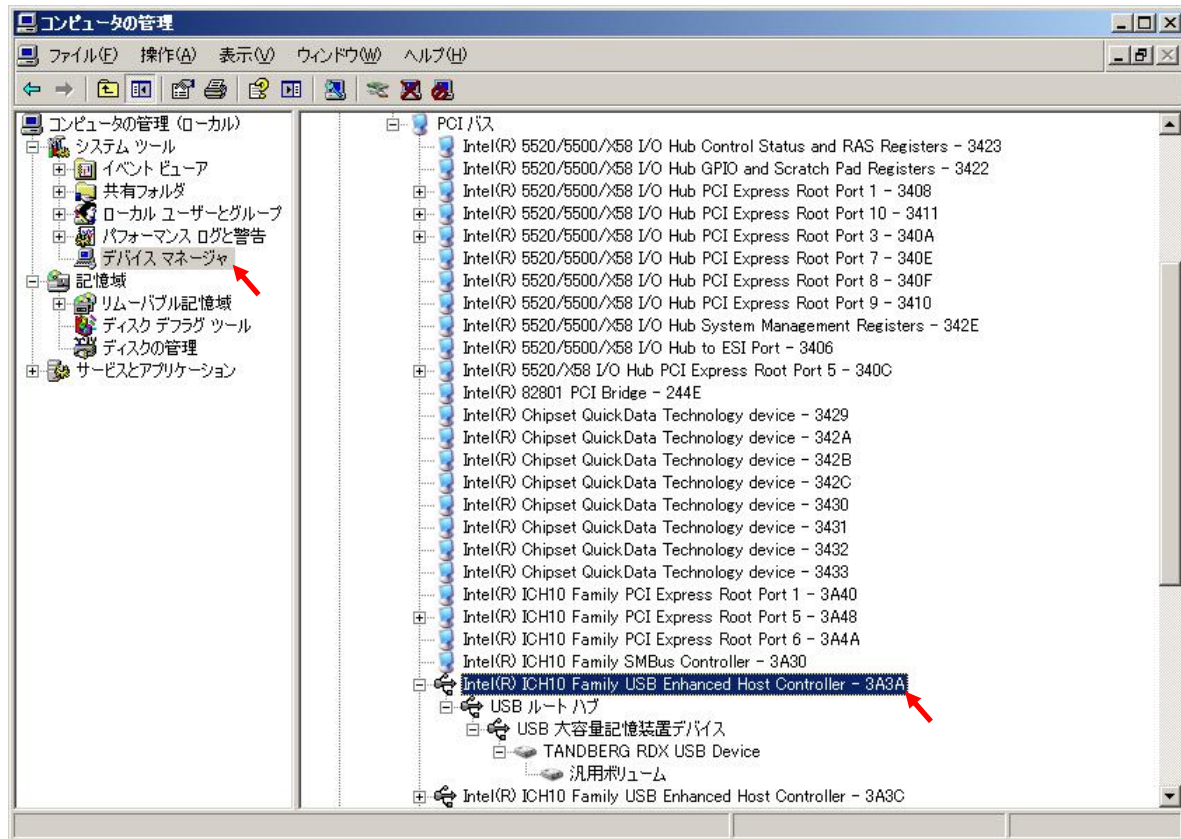 コンピュータの管理
ファイル(F) 操作(A) 表示(V) ウィンドウ(W) ヘルプ(H)
コンピュータの管理 (ローカル)
システム ツール
イベント ビューア
共有フォルダ
ローカル ユーザーとグループ
パフォーマンス ログと警告
デバイス マネージャ
記憶域
リムーバブル記憶域
ディスク デフラグ ツール
ディスクの管理
サービスとアプリケーション
PCI バス
Intel(R) 5520/5500/X58 I/O Hub Control Status and RAS Registers - 3423
Intel(R) 5520/5500/X58 I/O Hub GPIO and Scratch Pad Registers - 3422
Intel(R) 5520/5500/X58 I/O Hub PCI Express Root Port 1 - 3408
Intel(R) 5520/5500/X58 I/O Hub PCI Express Root Port 10 - 3411
Intel(R) 5520/5500/X58 I/O Hub PCI Express Root Port 3 - 340A
Intel(R) 5520/5500/X58 I/O Hub PCI Express Root Port 7 - 340E
Intel(R) 5520/5500/X58 I/O Hub PCI Express Root Port 8 - 340F
Intel(R) 5520/5500/X58 I/O Hub PCI Express Root Port 9 - 3410
Intel(R) 5520/5500/X58 I/O Hub System Management Registers - 342E
Intel(R) 5520/5500/X58 I/O Hub to ESI Port - 3406
Intel(R) 5520/X58 I/O Hub PCI Express Root Port 5 - 340C
Intel(R) 82801 PCI Bridge - 244E
Intel(R) Chipset QuickData Technology device - 3429
Intel(R) Chipset QuickData Technology device - 342A
Intel(R) Chipset QuickData Technology device - 342B
Intel(R) Chipset QuickData Technology device - 342C
Intel(R) Chipset QuickData Technology device - 3430
Intel(R) Chipset QuickData Technology device - 3431
Intel(R) Chipset QuickData Technology device - 3432
Intel(R) Chipset QuickData Technology device - 3433
Intel(R) ICH10 Family PCI Express Root Port 1 - 3A40
Intel(R) ICH10 Family PCI Express Root Port 5 - 3A48
Intel(R) ICH10 Family PCI Express Root Port 6 - 3A4A
Intel(R) ICH10 Family SMBus Controller - 3A30
Intel(R) ICH10 Family USB Enhanced Host Controller - 3A3A
USB ルート ハブ
USB 大容量記憶装置デバイス
TANDBERG RDX USB Device
汎用ボリューム
Intel(R) ICH10 Family USB Enhanced Host Controller - 3A3C